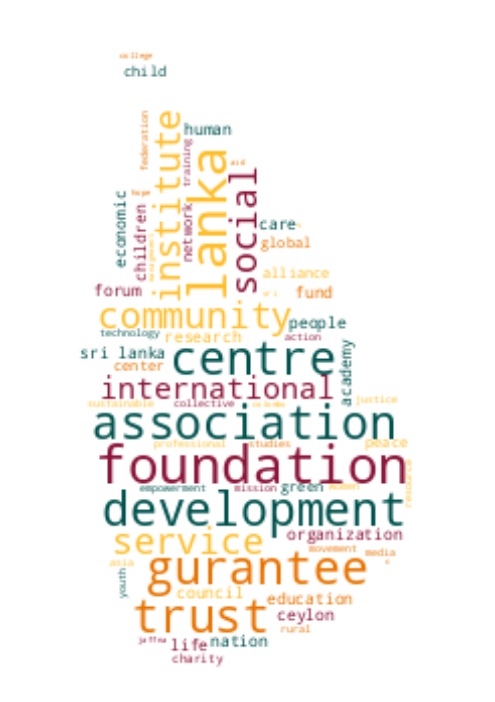 college
child
federation
institute
human
training
lanka
aid
social
economic
hope
children
network
care
global
alliance
forum
fund
community
people
technology
research
action
sri lanka
centre
center
academy
international
sustainable
collective
justice
association
professional
studies
peace
foundation
resource
empowerment
mission
green
women
development
service
organization
movement
media
asia
gurantee
youth
council
education
trust
ceylon
rural
jaffna
life
nation
charity